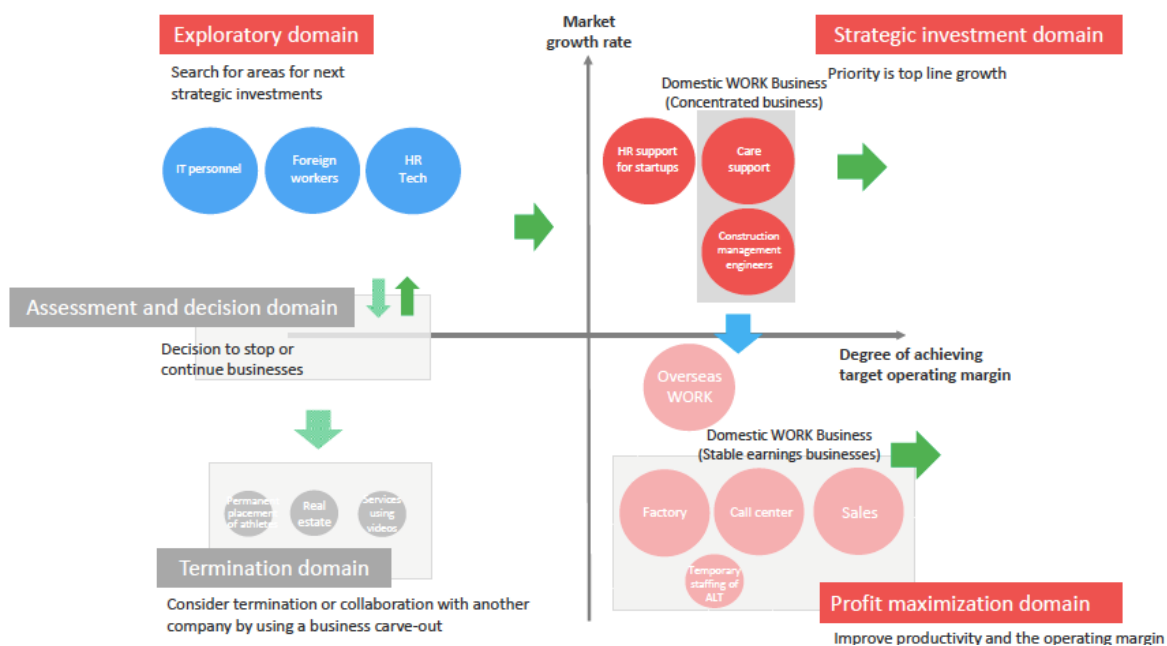 Exploratory domain
Search for areas for next
strategic investments
IT personnel
Foreign
workers
HR
Tech
Market
growth rate
Strategic investment domain
Priority is top line growth
Domestic WORK Business
(Concentrated business)
HR support
for startups
Care
support
Construction
management
engineers
Assessment and decision domain
Decision to stop or
continue businesses
Degree of achieving
target operating margin
Overseas
WORK
Domestic WORK Business
(Stable earnings businesses)
Factory
Call center
Sales
Temporary
staffing of
ALT
Profit maximization domain
Improve productivity and the operating margin
Permanent
placement
of athletes
Real
estate
Services
using
videos
Termination domain
Consider termination or collaboration with another
company by using a business carve-out